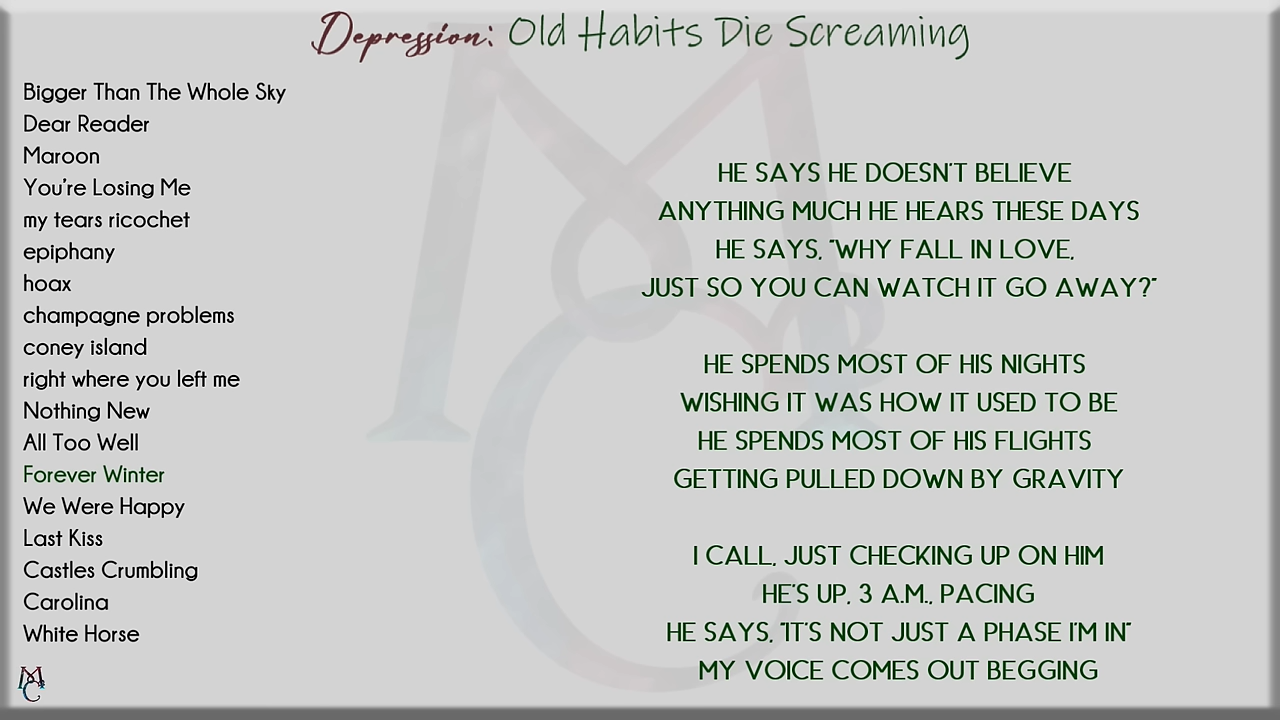 Depression: Old Habits Die Screaming
Bigger Than The Whole Sky
Dear Reader
Maroon
You're Losing Me
my tears ricochet
epiphany
hoax
champagne problems
coney island
right where you left me
Nothing New
All Too Well
Forever Winter
We Were Happy
Last Kiss
Castles Crumbling
Carolina
White Horse
HE SAYS HE DOESN'T BELIEVE
ANYTHING MUCH HE HEARS THESE DAYS
HE SAYS, "WHY FALL IN LOVE,
JUST SO YOU CAN WATCH IT GO AWAY?"
HE SPENDS MOST OF HIS NIGHTS
WISHING IT WAS HOW IT USED TO BE
HE SPENDS MOST OF HIS FLIGHTS
GETTING PULLED DOWN BY GRAVITY
I CALL, JUST CHECKING UP ON HIM
HE'S UP, 3 A.M., PACING
HE SAYS, "IT'S NOT JUST A PHASE I'M IN"
MY VOICE COMES OUT BEGGING